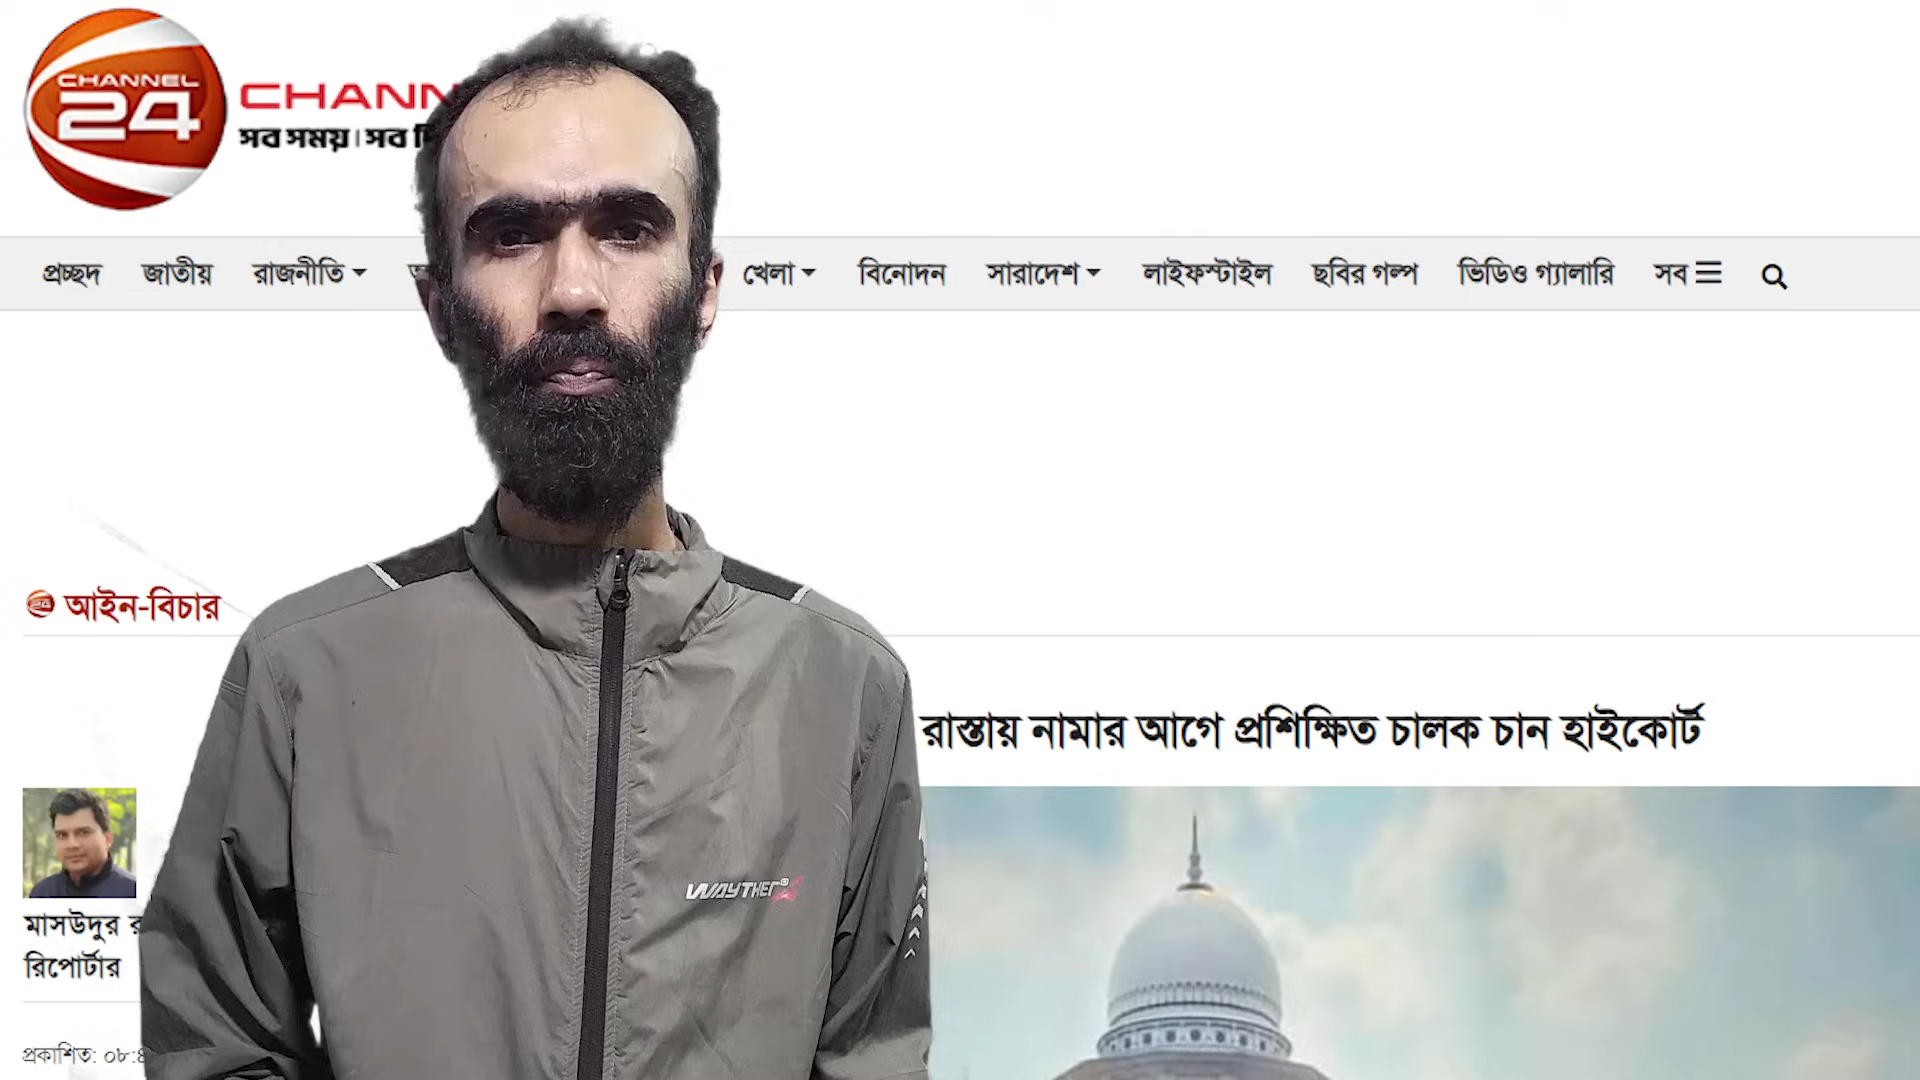 CHANNEL
24
সব সময়। সব
প্রচ্ছদ জাতীয় রাজনীতি খেলা বিনোদন সারাদেশ লাইফস্টাইল ছবির গল্প ভিডিও গ্যালারি সব
আইন-বিচার
রাস্তায় নামার আগে প্রশিক্ষিত চালক চান হাইকোর্ট
WAYTHER
মাসউদুর
রিপোর্টার
প্রকাশিত: